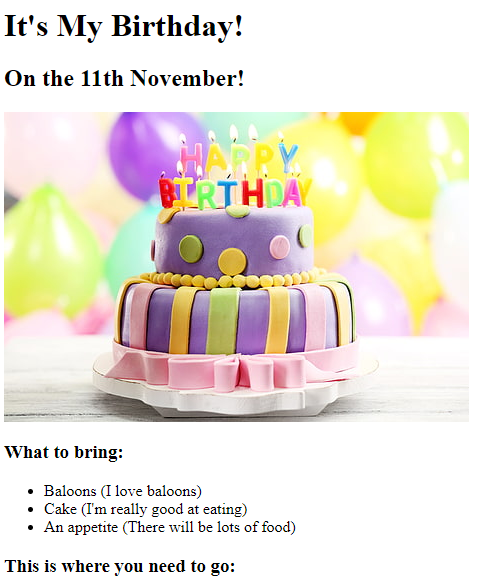 It's My Birthday!
On the 11th November!
HAPPY
BIRTHDAY
What to bring:
Baloons (I love baloons)
Cake (I'm really good at eating)
An appetite (There will be lots of food)
This is where you need to go: